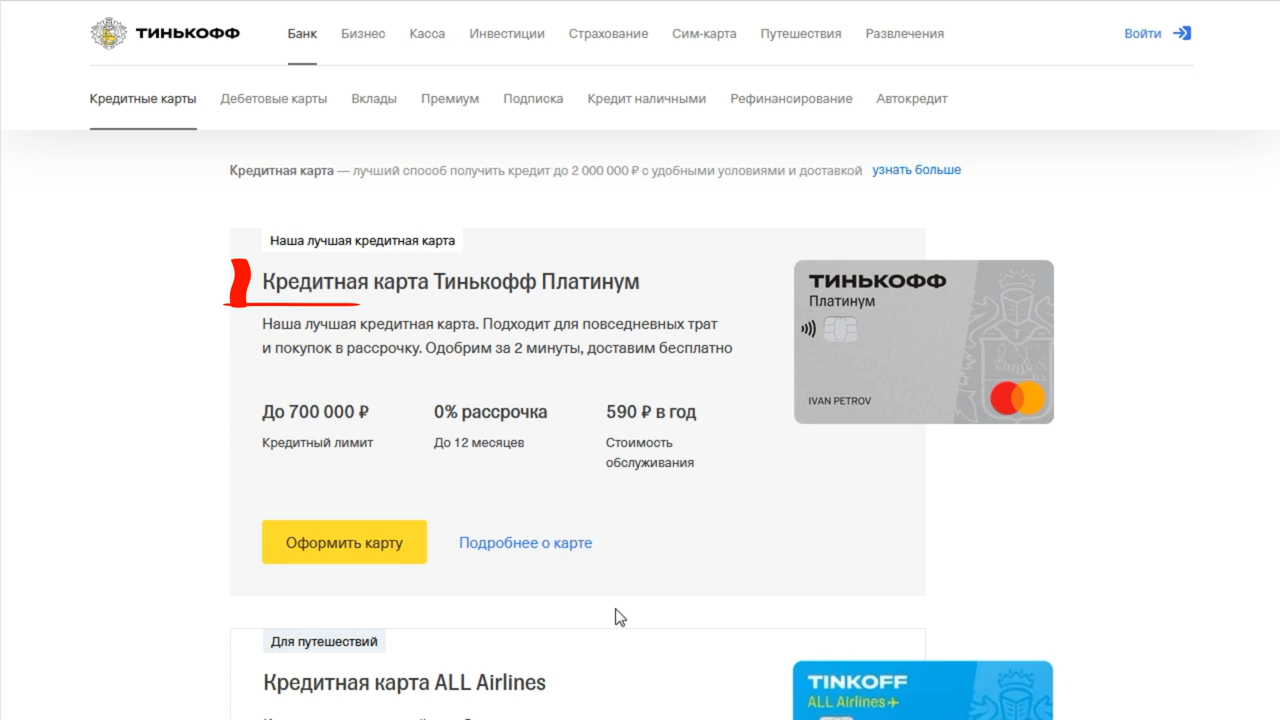 ТИНЬКОФФ Банк Бизнес Касса Инвестиции Страхование Сим-карта Путешествия Развлечения Войти
Кредитные карты Дебетовые карты Вклады Премиум Подписка Кредит наличными Рефинансирование Автокредит
Кредитная карта — лучший способ получить кредит до 2 000 000 ₽ с удобными условиями и доставкой узнать больше
Наша лучшая кредитная карта
Кредитная карта Тинькофф Платинум
Наша лучшая кредитная карта. Подходит для повседневных трат
и покупок в рассрочку. Одобрим за 2 минуты, доставим бесплатно
До 700 000 ₽ 0% рассрочка 590 ₽ в год
Кредитный лимит До 12 месяцев Стоимость
обслуживания
Оформить карту Подробнее о карте
ТИНЬКОФФ
Платинум
IVAN PETROV
Для путешествий
Кредитная карта ALL Airlines
TINKOFF
ALL Airlines